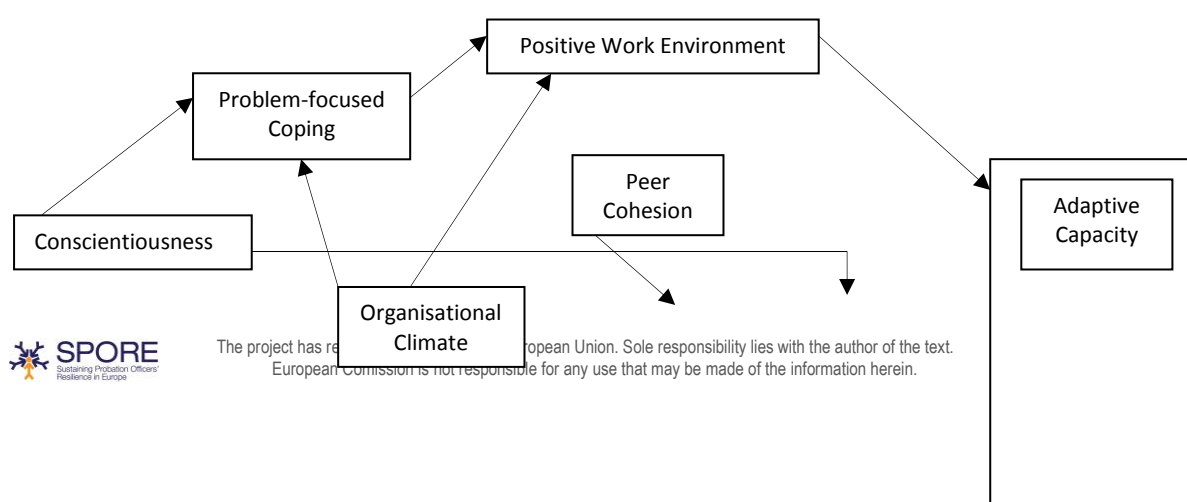 Positive Work Environment
Problem-focused
Coping
Peer
Cohesion
Adaptive
Capacity
Conscientiousness
Organisational
Climate
SPORE
Sustaining Probation Officers'
Resilience in Europe
The project has re ropean Union. Sole responsibility lies with the author of the text.
European Comission is not responsible for any use that may be made of the information herein.